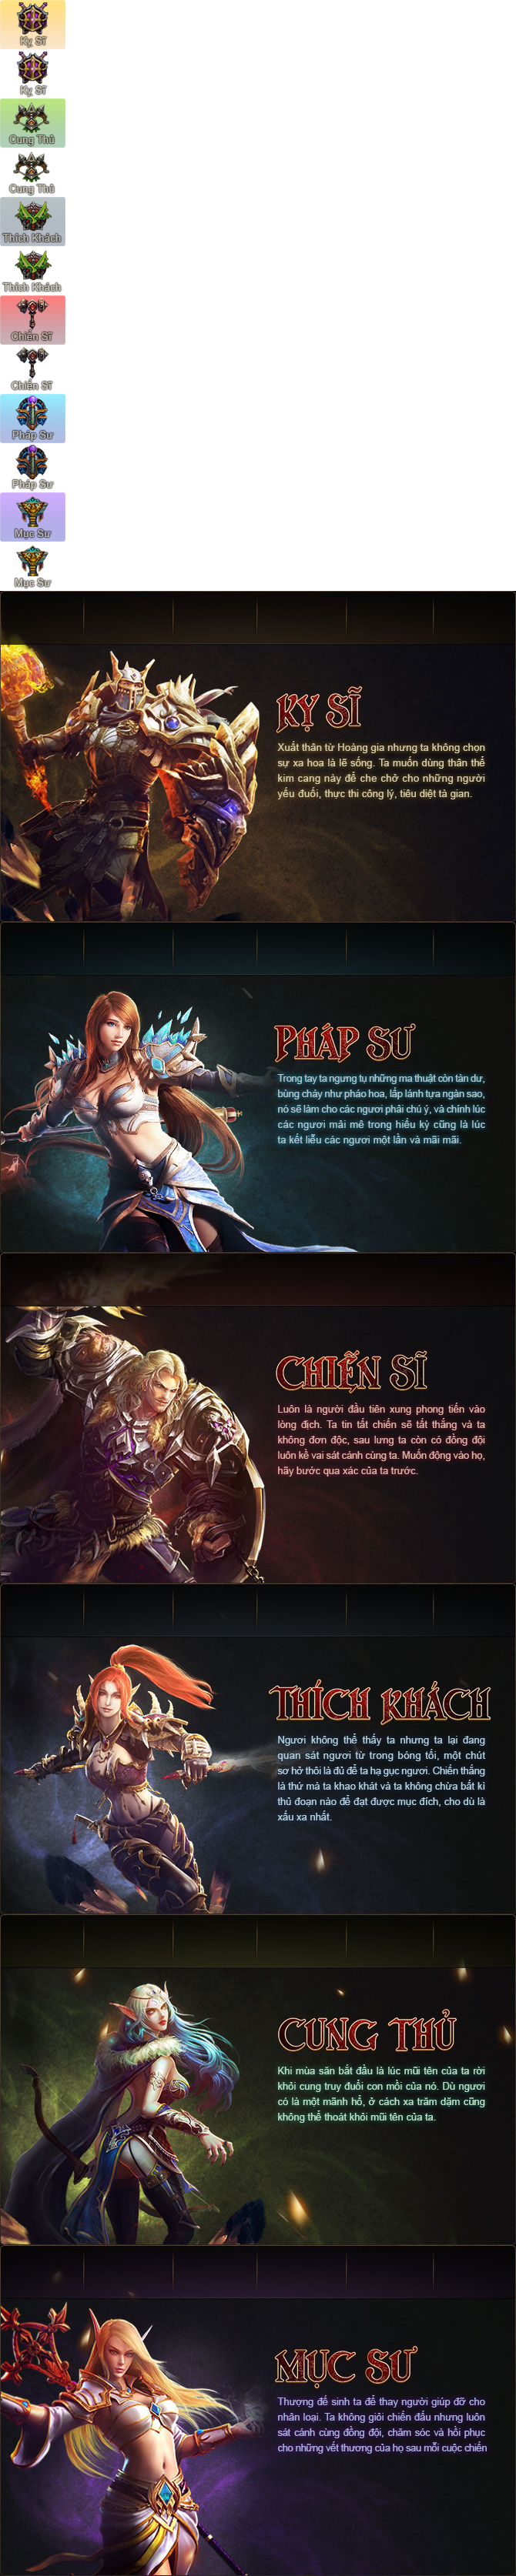 Kỵ Sĩ
Kỵ Sĩ
Cung Thủ
Cung Thủ
Thích Khách
Thích Khách
Chiến Sĩ
Chiến Sĩ
Pháp Sư
Pháp Sư
Mục Sư
Mục Sư
KỴ SĨ
Xuất thân từ Hoàng gia nhưng ta không chọn
sự xa hoa là lẽ sống. Ta muốn dùng thân thể
kim cang này để che chở cho những người
yếu đuối, thực thi công lý, tiêu diệt tà gian.
PHÁP SƯ
Trong tay ta ngưng tụ những ma thuật còn tàn dư,
bùng cháy như pháo hoa, lấp lánh tựa ngàn sao,
nó sẽ làm cho các ngươi phải chú ý, và chính lúc
các ngươi mải mê trong hiếu kỳ cũng là lúc
ta kết liễu các ngươi một lần và mãi mãi.
CHIẾN SĨ
Luôn là người đầu tiên xung phong tiến vào
lòng địch. Ta tin tất chiến sẽ tất thắng và ta
không đơn độc, sau lưng ta còn có đồng đội
luôn kề vai sát cánh cùng ta. Muốn động vào họ,
hãy bước qua xác của ta trước.
THÍCH KHÁCH
Ngươi không thể thấy ta nhưng ta lại đang
quan sát ngươi từ trong bóng tối, một chút
sơ hở thôi là đủ để ta hạ gục ngươi. Chiến thắng
là thứ mà ta khao khát và ta không chừa bất kì
thủ đoạn nào để đạt được mục đích, cho dù là
xấu xa nhất.
CUNG THỦ
Khi mùa săn bắt đầu là lúc mũi tên của ta rời
khỏi cung truy đuổi con mồi của nó. Dù ngươi
có là một mãnh hổ, ở cách xa trăm dặm cũng
không thể thoát khỏi mũi tên của ta.
MỤC SƯ
Thượng đế sinh ta để thay người giúp đỡ cho
nhân loại. Ta không giỏi chiến đấu nhưng luôn
sát cánh cùng đồng đội, chăm sóc và hồi phục
cho những vết thương của họ sau mỗi cuộc chiến